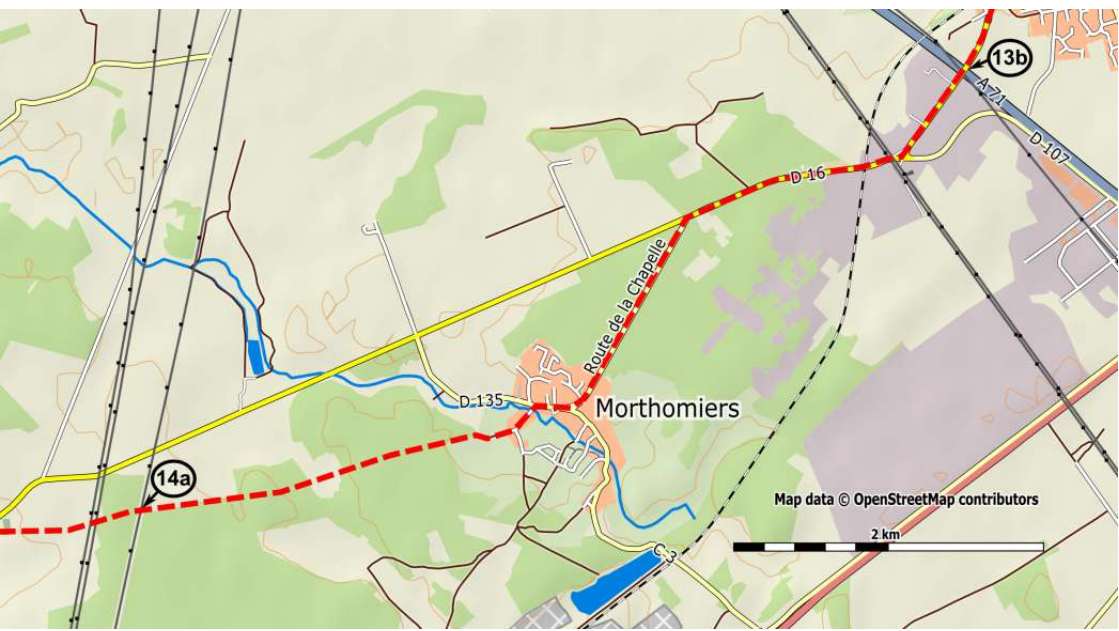 13b
A 71
D 107
D 16
Route de la Chapelle
D 135
Morthomiers
14a
Map data © OpenStreetMap contributors
2 km
C 3